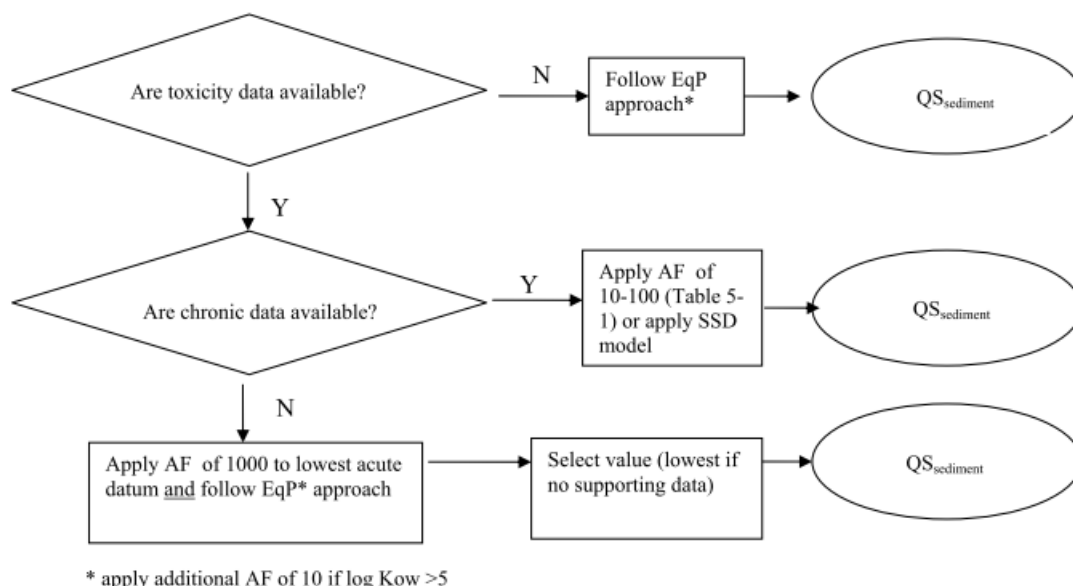 Are toxicity data available?
N
Follow EqP
approach*
QSsediment
Y
Are chronic data available?
Y
Apply AF of
10-100 (Table 5-
1) or apply SSD
model
QSsediment
N
Apply AF of 1000 to lowest acute
datum and follow EqP* approach
Select value (lowest if
no supporting data)
QSsediment
* apply additional AF of 10 if log Kow >5